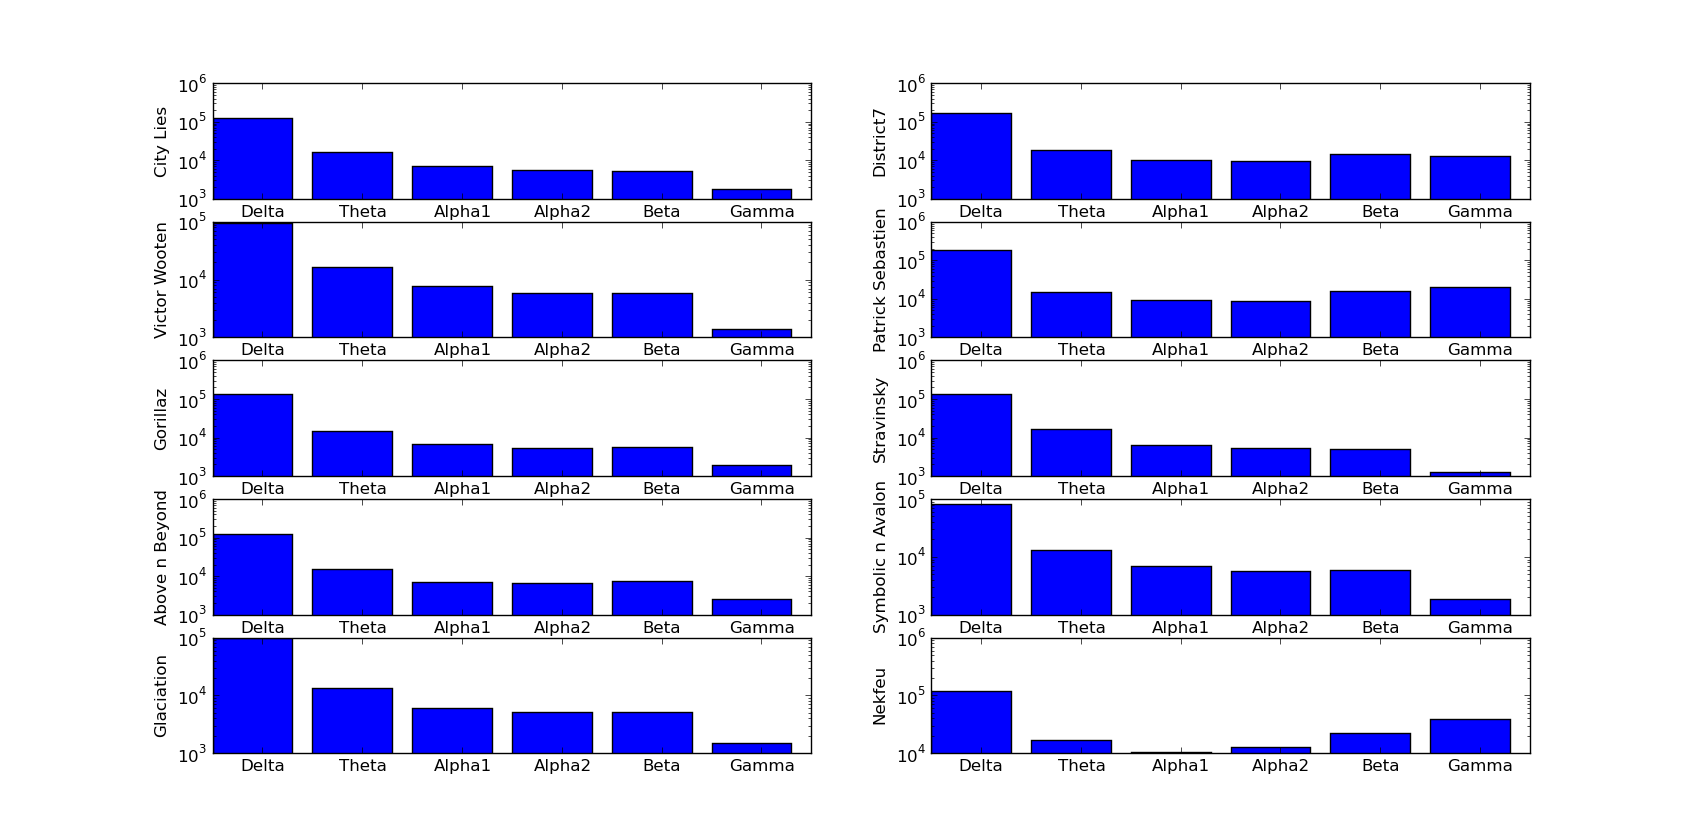 City Lies
10^6
10^5
10^4
10^3
Delta Theta Alpha1 Alpha2 Beta Gamma
District7
10^6
10^5
10^4
10^3
Delta Theta Alpha1 Alpha2 Beta Gamma
Victor Wooten
10^5
10^4
10^3
Delta Theta Alpha1 Alpha2 Beta Gamma
Patrick Sebastien
10^6
10^5
10^4
10^3
Delta Theta Alpha1 Alpha2 Beta Gamma
Gorillaz
10^6
10^5
10^4
10^3
Delta Theta Alpha1 Alpha2 Beta Gamma
Stravinsky
10^6
10^5
10^4
10^3
Delta Theta Alpha1 Alpha2 Beta Gamma
Above n Beyond
10^6
10^5
10^4
10^3
Delta Theta Alpha1 Alpha2 Beta Gamma
Symbolic n Avalon
10^5
10^4
10^3
Delta Theta Alpha1 Alpha2 Beta Gamma
Glaciation
10^5
10^4
10^3
Delta Theta Alpha1 Alpha2 Beta Gamma
Nekfeu
10^6
10^5
10^4
Delta Theta Alpha1 Alpha2 Beta Gamma